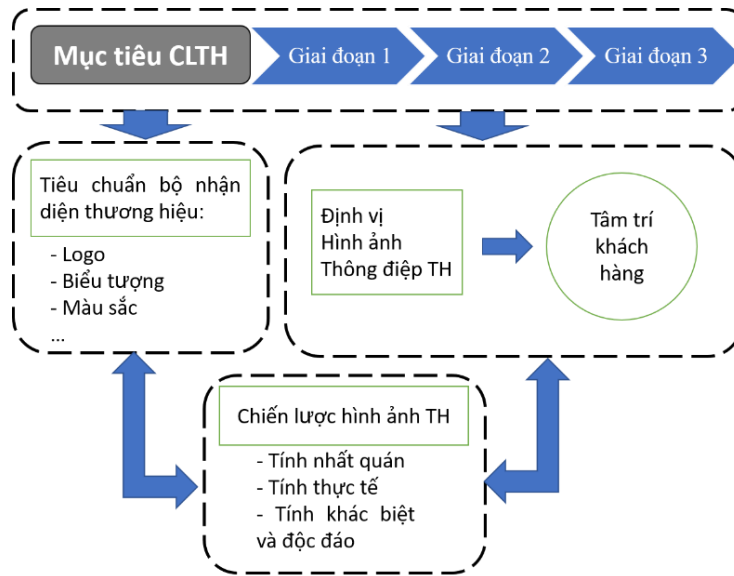 Mục tiêu CLTH
Giai đoạn 1
Giai đoạn 2
Giai đoạn 3
Tiêu chuẩn bộ nhận
diện thương hiệu:
- Logo
- Biểu tượng
- Màu sắc
...
Định vị
Hình ảnh
Thông điệp TH
Tâm trí
khách
hàng
Chiến lược hình ảnh TH
- Tính nhất quán
- Tính thực tế
- Tính khác biệt
và độc đáo